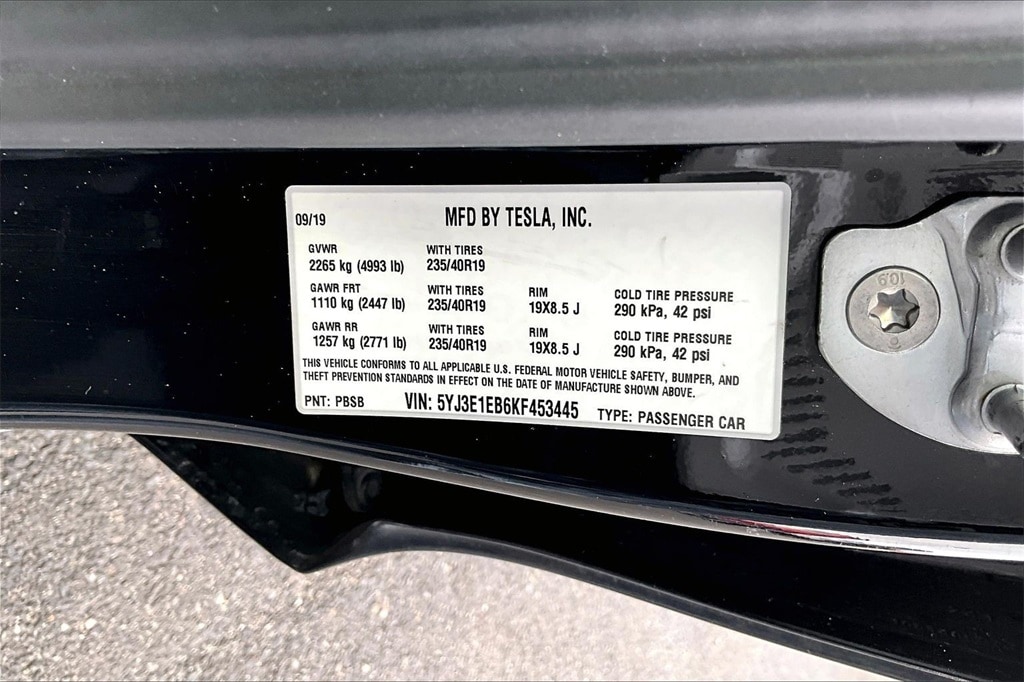 09/19 MFD BY TESLA, INC.
GVWR WITH TIRES
2265 kg (4993 lb) 235/40R19
GAWR FRT WITH TIRES RIM COLD TIRE PRESSURE
1110 kg (2447 lb) 235/40R19 19X8.5 J 290 kPa, 42 psi
GAWR RR WITH TIRES RIM COLD TIRE PRESSURE
1257 kg (2771 lb) 235/40R19 19X8.5 J 290 kPa, 42 psi
THIS VEHICLE CONFORMS TO ALL APPLICABLE U.S. FEDERAL MOTOR VEHICLE SAFETY, BUMPER, AND
THEFT PREVENTION STANDARDS IN EFFECT ON THE DATE OF MANUFACTURE SHOWN ABOVE.
PNT: PBSB VIN: 5YJ3E1EB6KF453445 TYPE: PASSENGER CAR
10.9